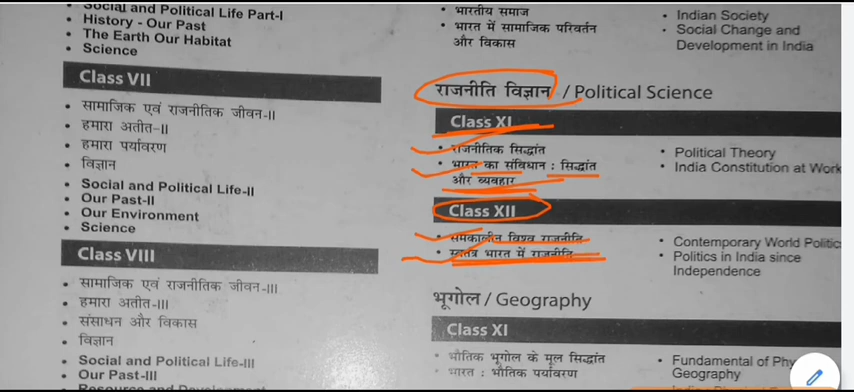 Social and Political Life Part-I
History - Our Past
The Earth Our Habitat
Science
Class VII
सामाजिक एवं राजनीतिक जीवन-II
हमारा अतीत-II
हमारा पर्यावरण
विज्ञान
Social and Political Life-II
Our Past-II
Our Environment
Science
Class VIII
सामाजिक एवं राजनीतिक जीवन-III
हमारा अतीत-III
संसाधन और विकास
विज्ञान
Social and Political Life-III
Our Past-III
Resource and Development
भारतीय समाज
भारत में सामाजिक परिवर्तन
और विकास
Indian Society
Social Change and
Development in India
राजनीति विज्ञान / Political Science
Class XI
राजनीतिक सिद्धांत
भारत का संविधान : सिद्धांत
और व्यवहार
Political Theory
India Constitution at Work
Class XII
समकालीन विश्व राजनीति
स्वतंत्र भारत में राजनीति
Contemporary World Politic
Politics in India since
Independence
भूगोल / Geography
Class XI
भौतिक भूगोल के मूल सिद्धांत
भारत : भौतिक पर्यावरण
Fundamental of Phy
Geography